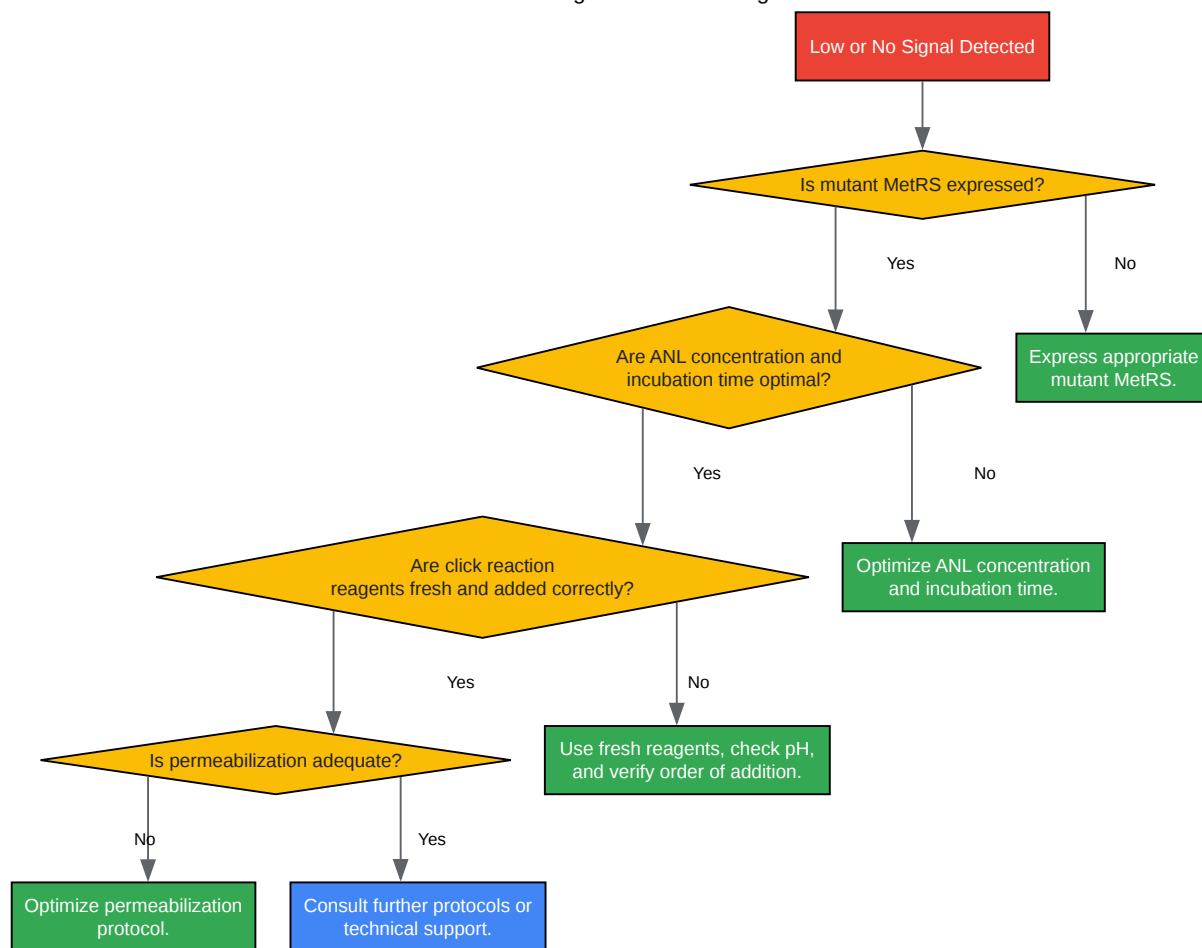 Low or No Signal Detected
Is mutant MetRS expressed?
Yes
No
Are ANL concentration and
incubation time optimal?
Express appropriate
mutant MetRS.
Yes
No
Are click reaction
reagents fresh and added correctly?
Optimize ANL concentration
and incubation time.
Yes
No
Is permeabilization adequate?
Use fresh reagents, check pH,
and verify order of addition.
No
Yes
Optimize permeabilization
protocol.
Consult further protocols or
technical support.